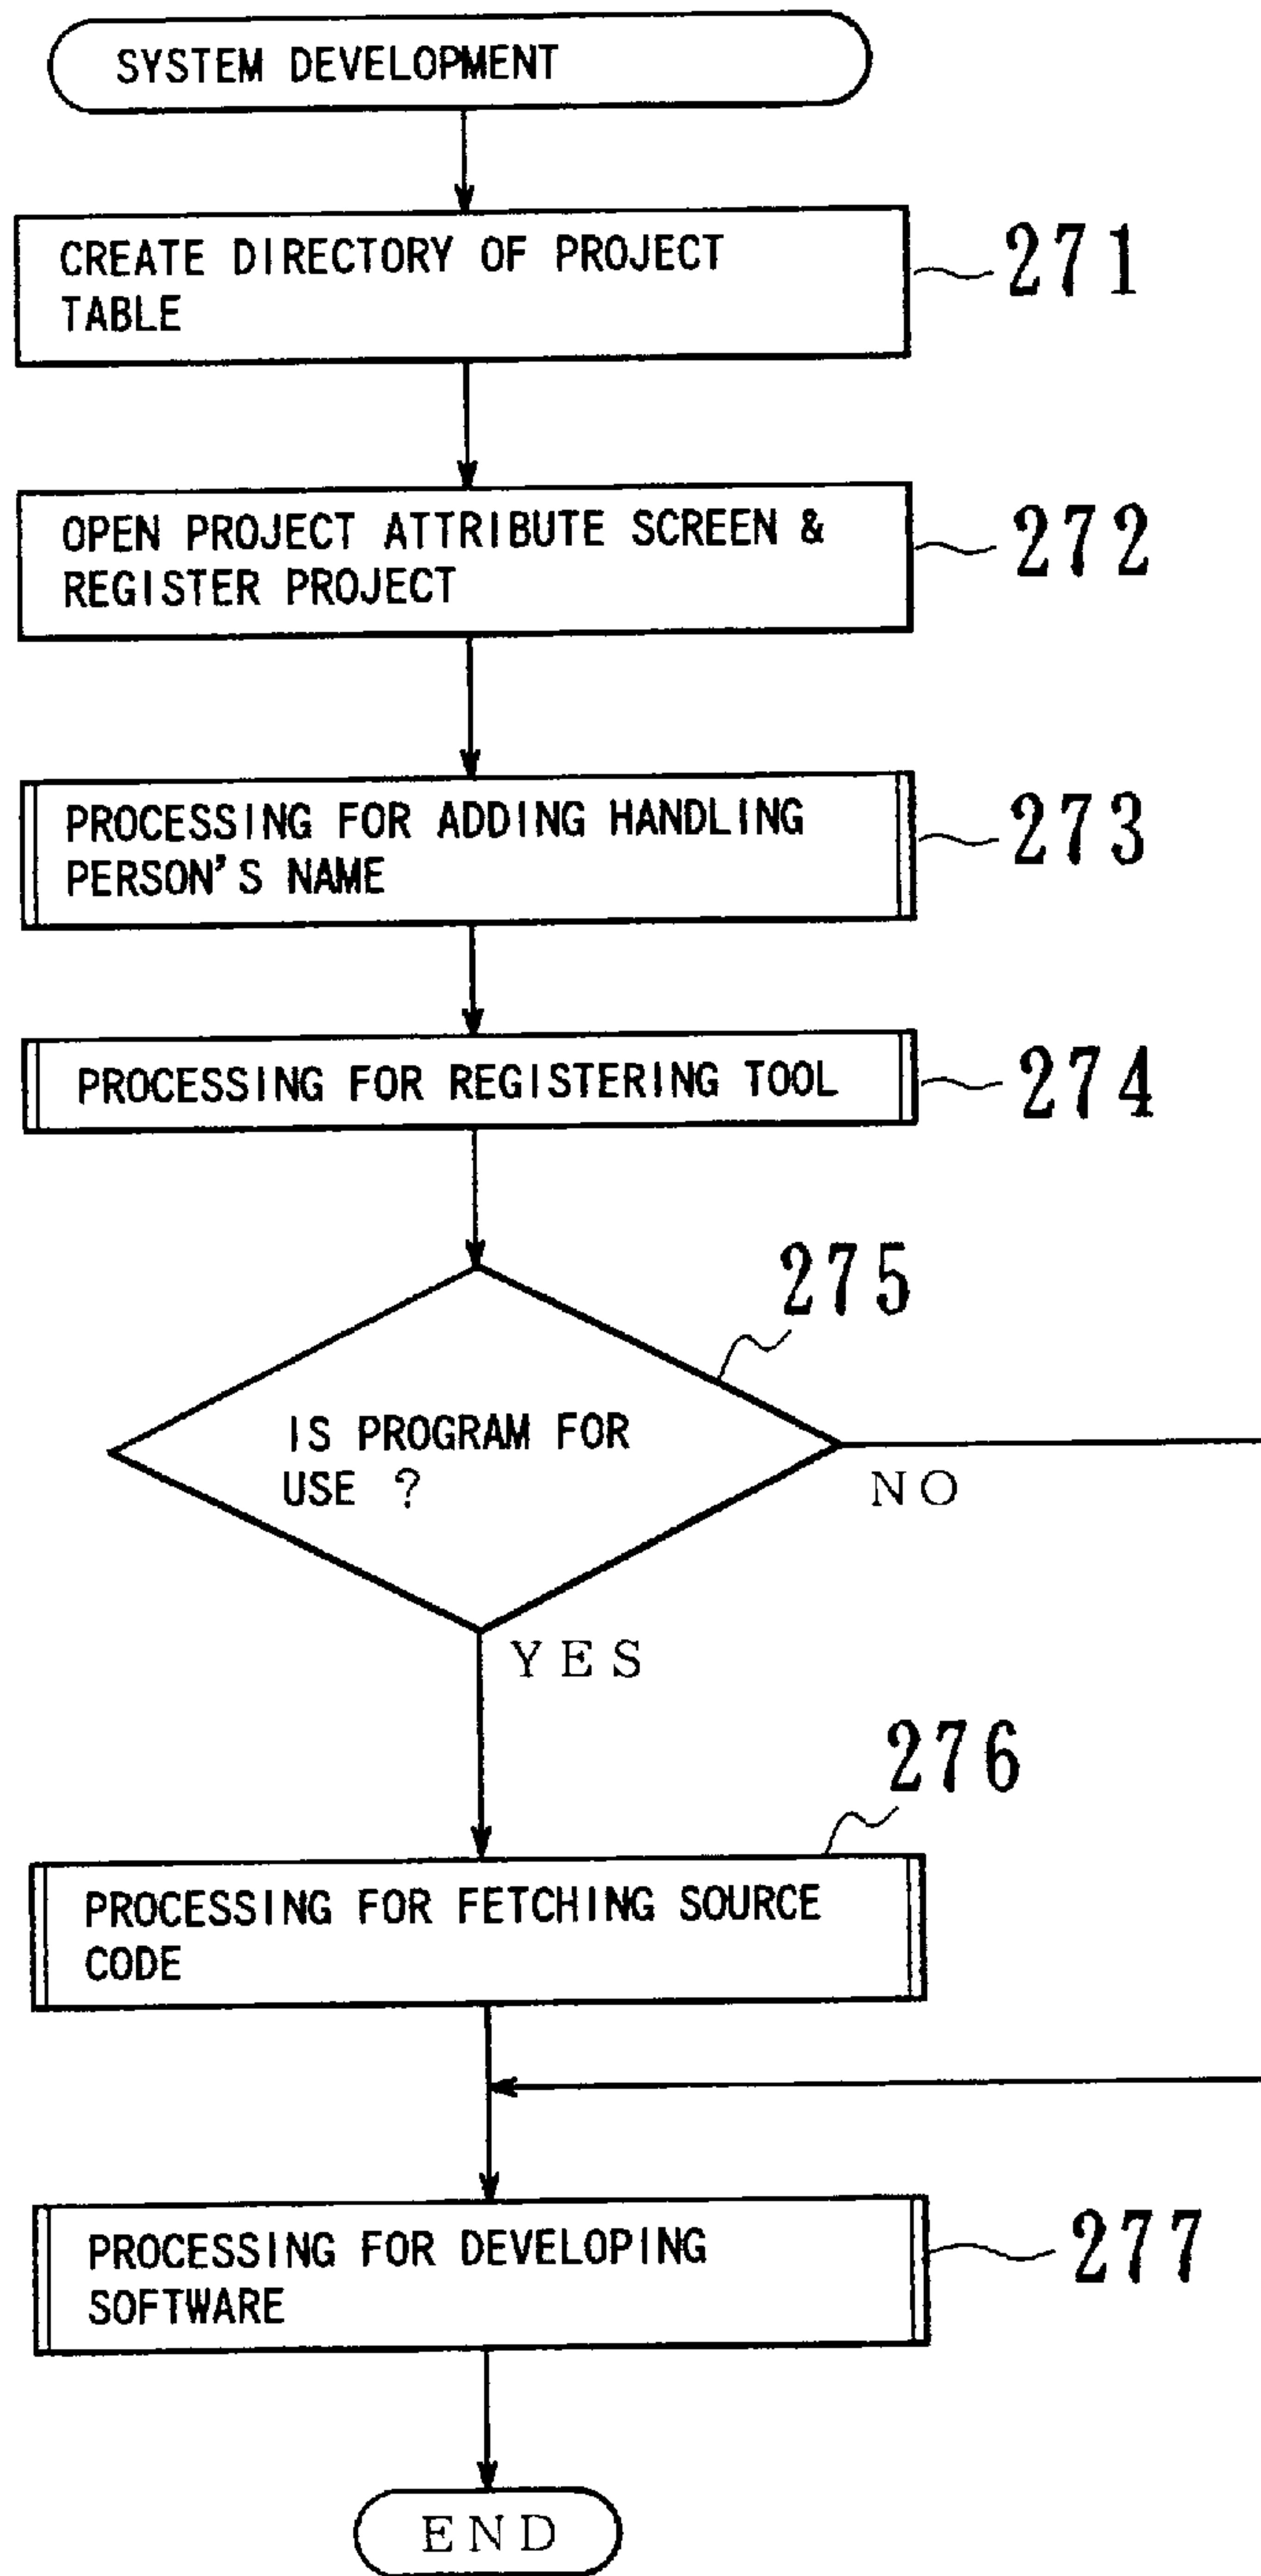 SYSTEM DEVELOPMENT
CREATE DIRECTORY OF PROJECT
TABLE
271
OPEN PROJECT ATTRIBUTE SCREEN &
REGISTER PROJECT
272
PROCESSING FOR ADDING HANDLING
PERSON'S NAME
273
PROCESSING FOR REGISTERING TOOL
274
275
IS PROGRAM FOR
USE ?
NO
YES
276
PROCESSING FOR FETCHING SOURCE
CODE
PROCESSING FOR DEVELOPING
SOFTWARE
277
END